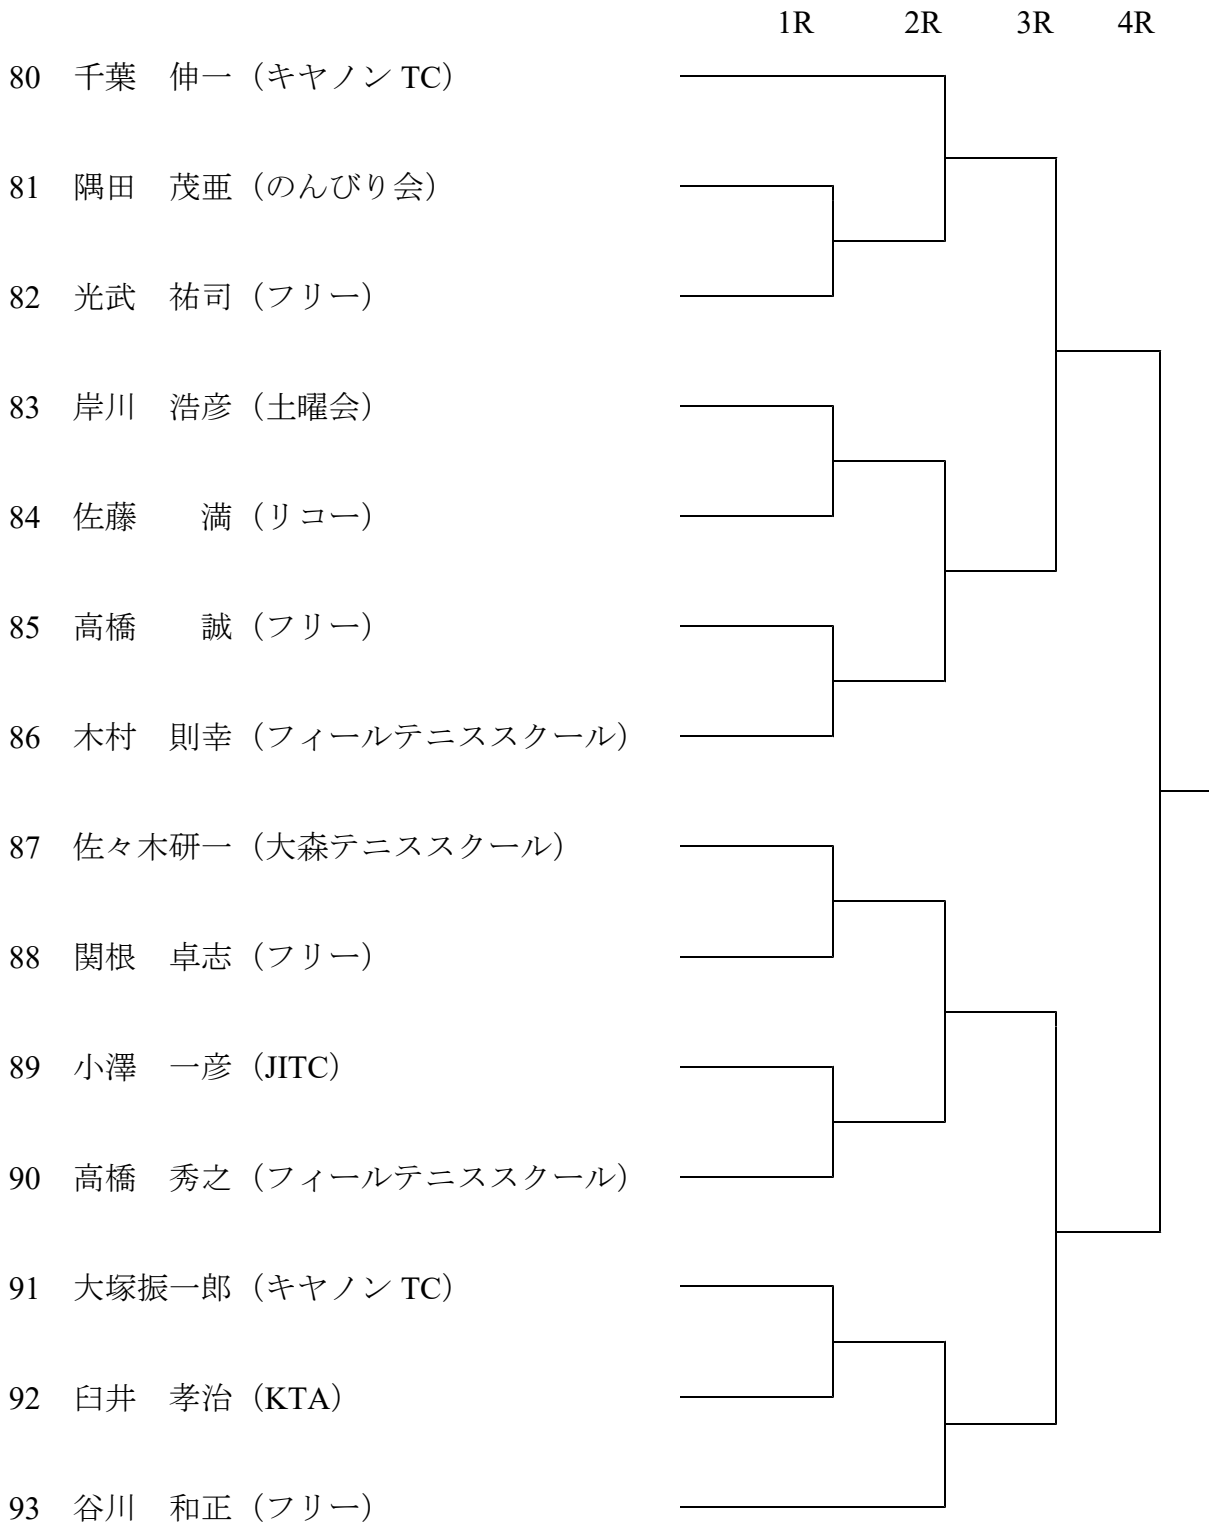 1R 2R 3R 4R
80 千葉　伸一（キヤノン TC）
81 隅田　茂亜（のんびり会）
82 光武　祐司（フリー）
83 岸川　浩彦（土曜会）
84 佐藤　　満（リコー）
85 高橋　　誠（フリー）
86 木村　則幸（フィールテニススクール）
87 佐々木研一（大森テニススクール）
88 関根　卓志（フリー）
89 小澤　一彦（JITC）
90 高橋　秀之（フィールテニススクール）
91 大塚振一郎（キヤノン TC）
92 臼井　孝治（KTA）
93 谷川　和正（フリー）